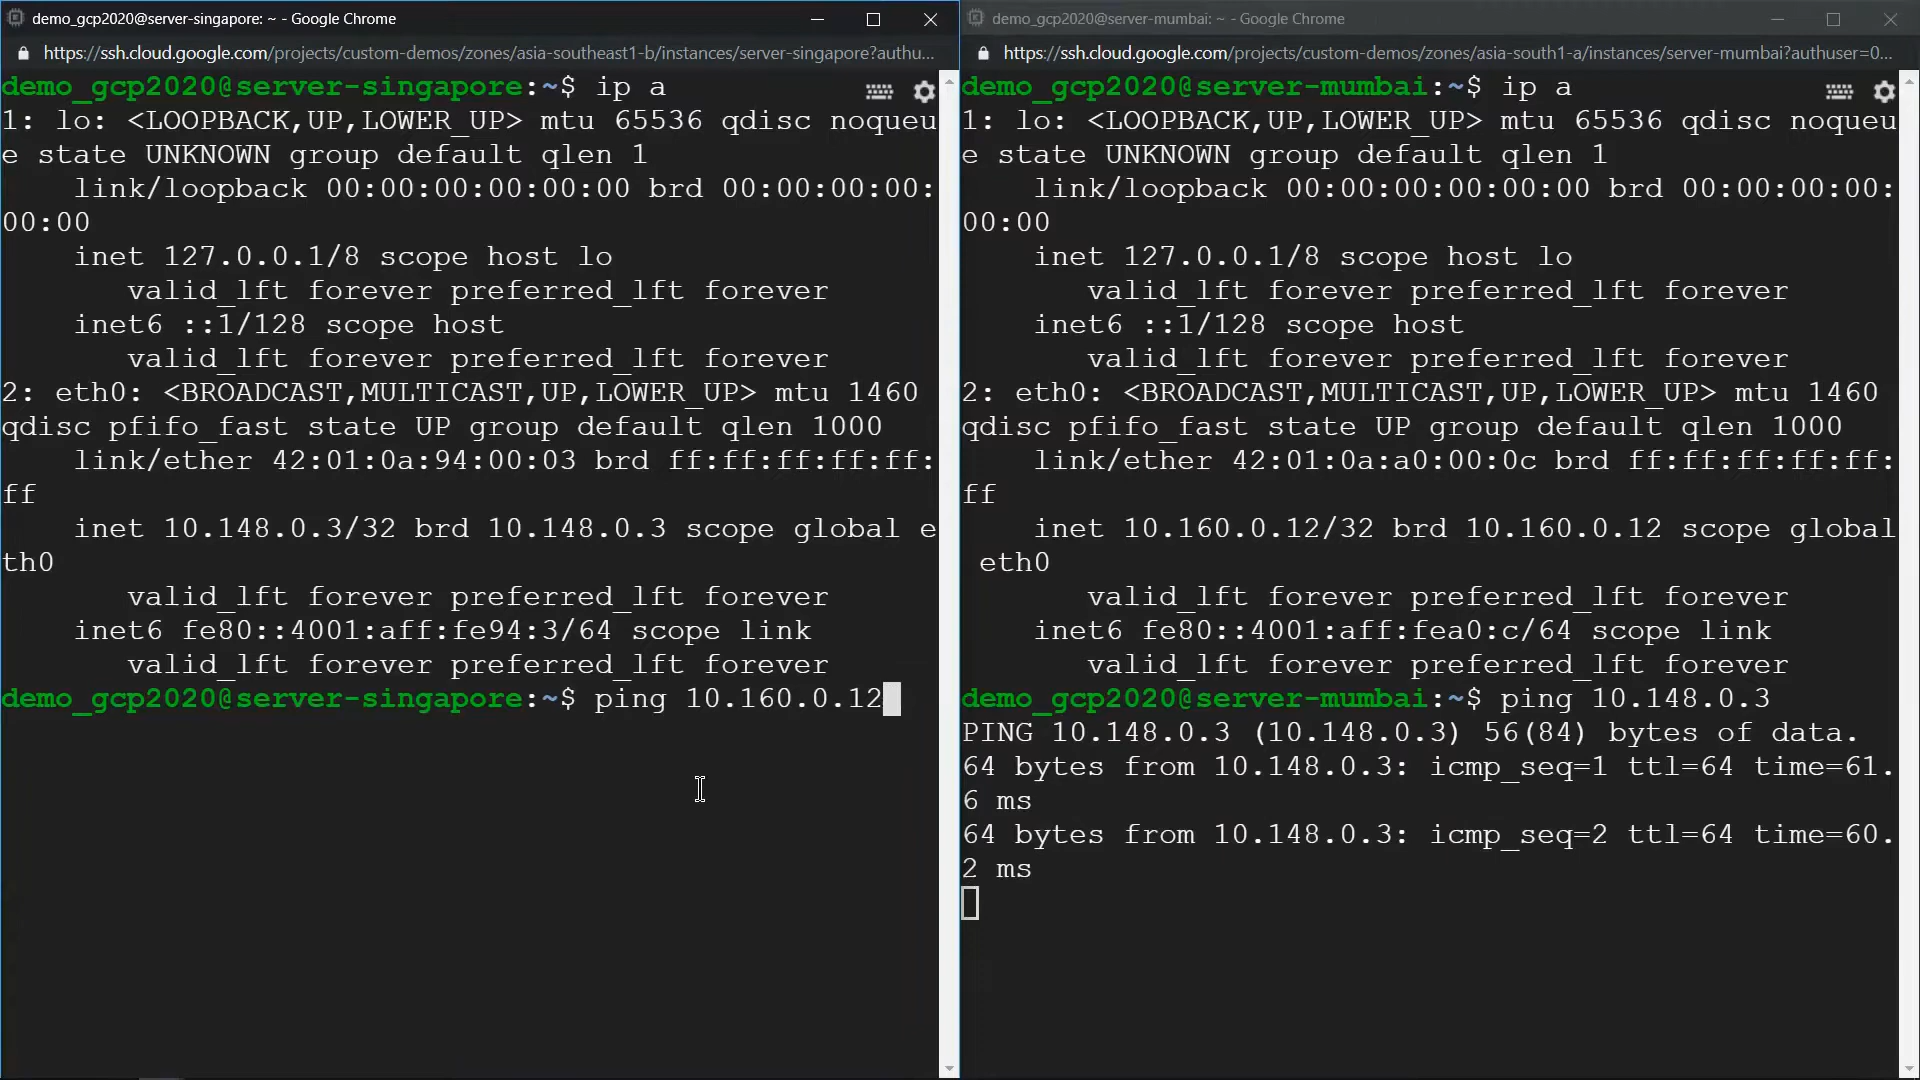 demo_gcp2020@server-singapore: ~ - Google Chrome
https://ssh.cloud.google.com/projects/custom-demos/zones/asia-southeast1-b/instances/server-singapore?authu...
demo_gcp2020@server-singapore:~$ ip a
1: lo: <LOOPBACK,UP,LOWER_UP> mtu 65536 qdisc noqueu
e state UNKNOWN group default qlen 1
link/loopback 00:00:00:00:00:00 brd 00:00:00:00:
00:00
inet 127.0.0.1/8 scope host lo
valid_lft forever preferred_lft forever
inet6 ::1/128 scope host
valid_lft forever preferred_lft forever
2: eth0: <BROADCAST,MULTICAST,UP,LOWER_UP> mtu 1460
qdisc pfifo_fast state UP group default qlen 1000
link/ether 42:01:0a:94:00:03 brd ff:ff:ff:ff:ff:
ff
inet 10.148.0.3/32 brd 10.148.0.3 scope global e
th0
valid_lft forever preferred_lft forever
inet6 fe80::4001:aff:fe94:3/64 scope link
valid_lft forever preferred_lft forever
demo_gcp2020@server-singapore:~$ ping 10.160.0.12
demo_gcp2020@server-mumbai: ~ - Google Chrome
https://ssh.cloud.google.com/projects/custom-demos/zones/asia-south1-a/instances/server-mumbai?authuser=0...
demo_gcp2020@server-mumbai:~$ ip a
1: lo: <LOOPBACK,UP,LOWER_UP> mtu 65536 qdisc noqueu
e state UNKNOWN group default qlen 1
link/loopback 00:00:00:00:00:00 brd 00:00:00:00:
00:00
inet 127.0.0.1/8 scope host lo
valid_lft forever preferred_lft forever
inet6 ::1/128 scope host
valid_lft forever preferred_lft forever
2: eth0: <BROADCAST,MULTICAST,UP,LOWER_UP> mtu 1460
qdisc pfifo_fast state UP group default qlen 1000
link/ether 42:01:0a:a0:00:0c brd ff:ff:ff:ff:ff:
ff
inet 10.160.0.12/32 brd 10.160.0.12 scope global
eth0
valid_lft forever preferred_lft forever
inet6 fe80::4001:aff:fea0:c/64 scope link
valid_lft forever preferred_lft forever
demo_gcp2020@server-mumbai:~$ ping 10.148.0.3
PING 10.148.0.3 (10.148.0.3) 56(84) bytes of data.
64 bytes from 10.148.0.3: icmp_seq=1 ttl=64 time=61.
6 ms
64 bytes from 10.148.0.3: icmp_seq=2 ttl=64 time=60.
2 ms